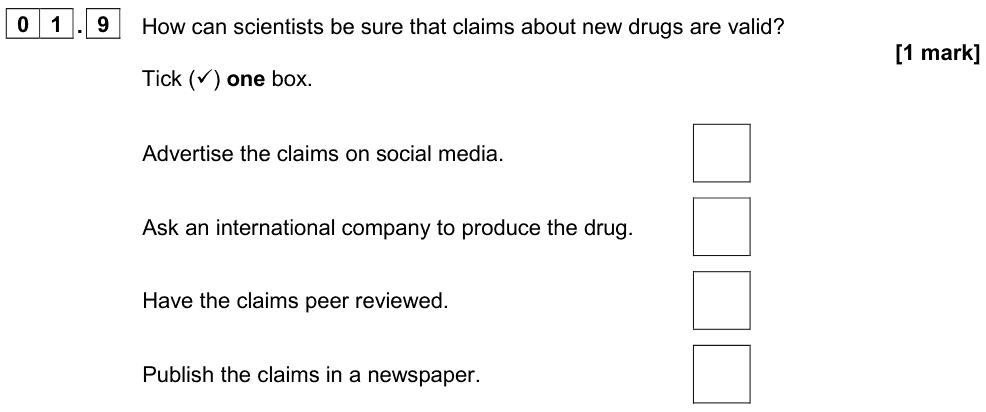 01.9 How can scientists be sure that claims about new drugs are valid?
[1 mark]
Tick (✓) one box.
Advertise the claims on social media.
Ask an international company to produce the drug.
Have the claims peer reviewed.
Publish the claims in a newspaper.